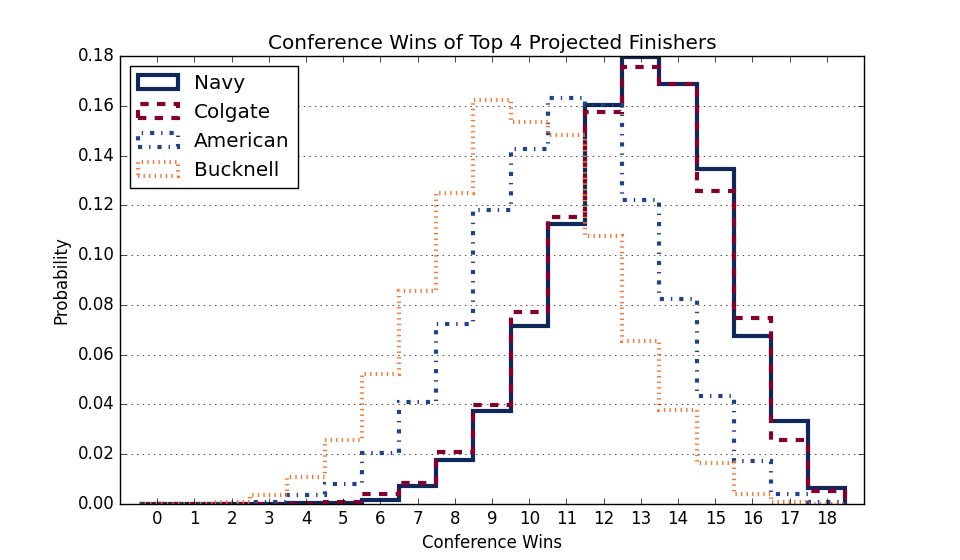 Conference Wins of Top 4 Projected Finishers
Navy
Colgate
American
Bucknell
0.18
0.16
0.14
0.12
0.10
0.08
0.06
0.04
0.02
0.00
Probability
0 1 2 3 4 5 6 7 8 9 10 11 12 13 14 15 16 17 18
Conference Wins